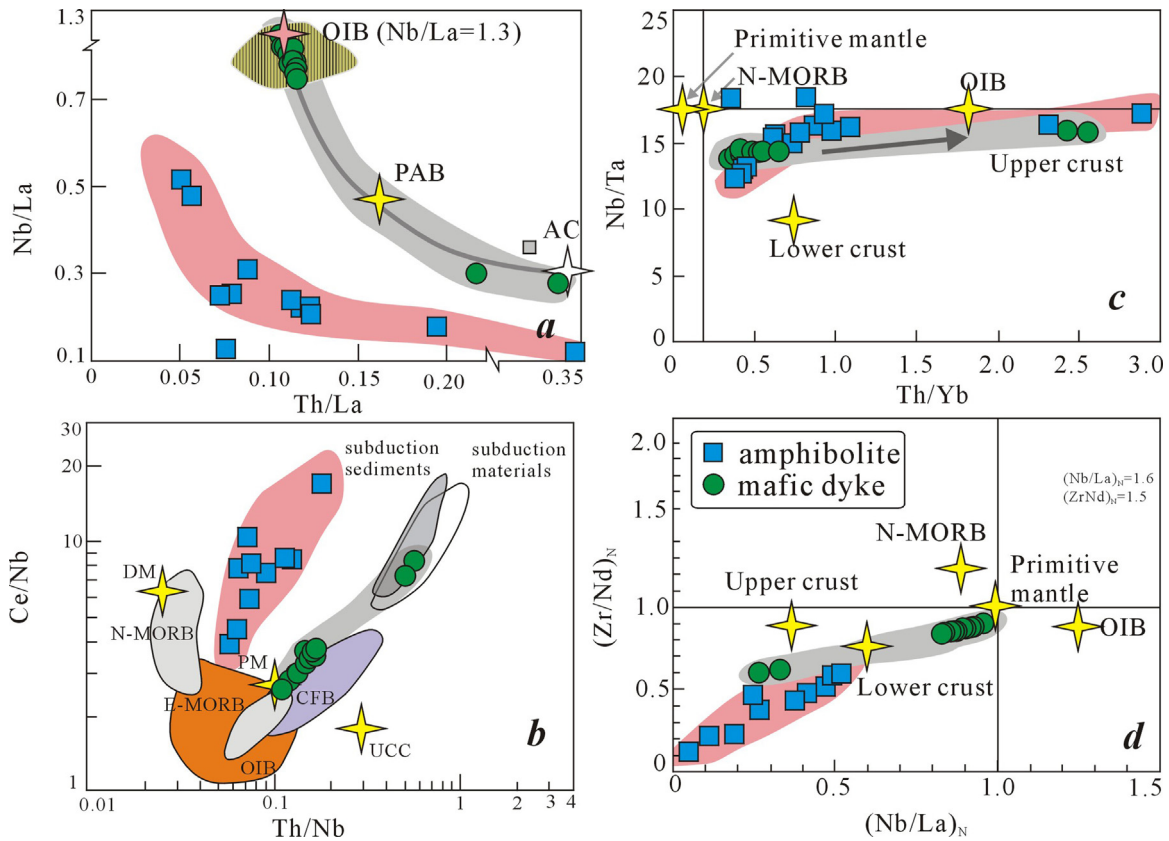 1.3
0.7
0.5
0.3
0.1
Nb/La
OIB (Nb/La=1.3)
PAB
AC
a
0
0.05
0.10
0.15
0.20
0.35
Th/La
25
20
15
10
5
0
Nb/Ta
Primitive mantle
N-MORB
OIB
Upper crust
Lower crust
c
0
0.5
1.0
1.5
2.0
2.5
3.0
Th/Yb
30
20
10
1
Ce/Nb
subduction
sediments
subduction
materials
DM
N-MORB
PM
E-MORB
CFB
OIB
UCC
b
0.01
0.1
1
2
3
4
Th/Nb
2.0
1.5
1.0
0.5
0
(Zr/Nd)N
amphibolite
mafic dyke
(Nb/La)N=1.6
(ZrNd)N=1.5
N-MORB
Upper crust
Primitive
mantle
OIB
Lower crust
d
0
0.5
1.0
1.5
(Nb/La)N